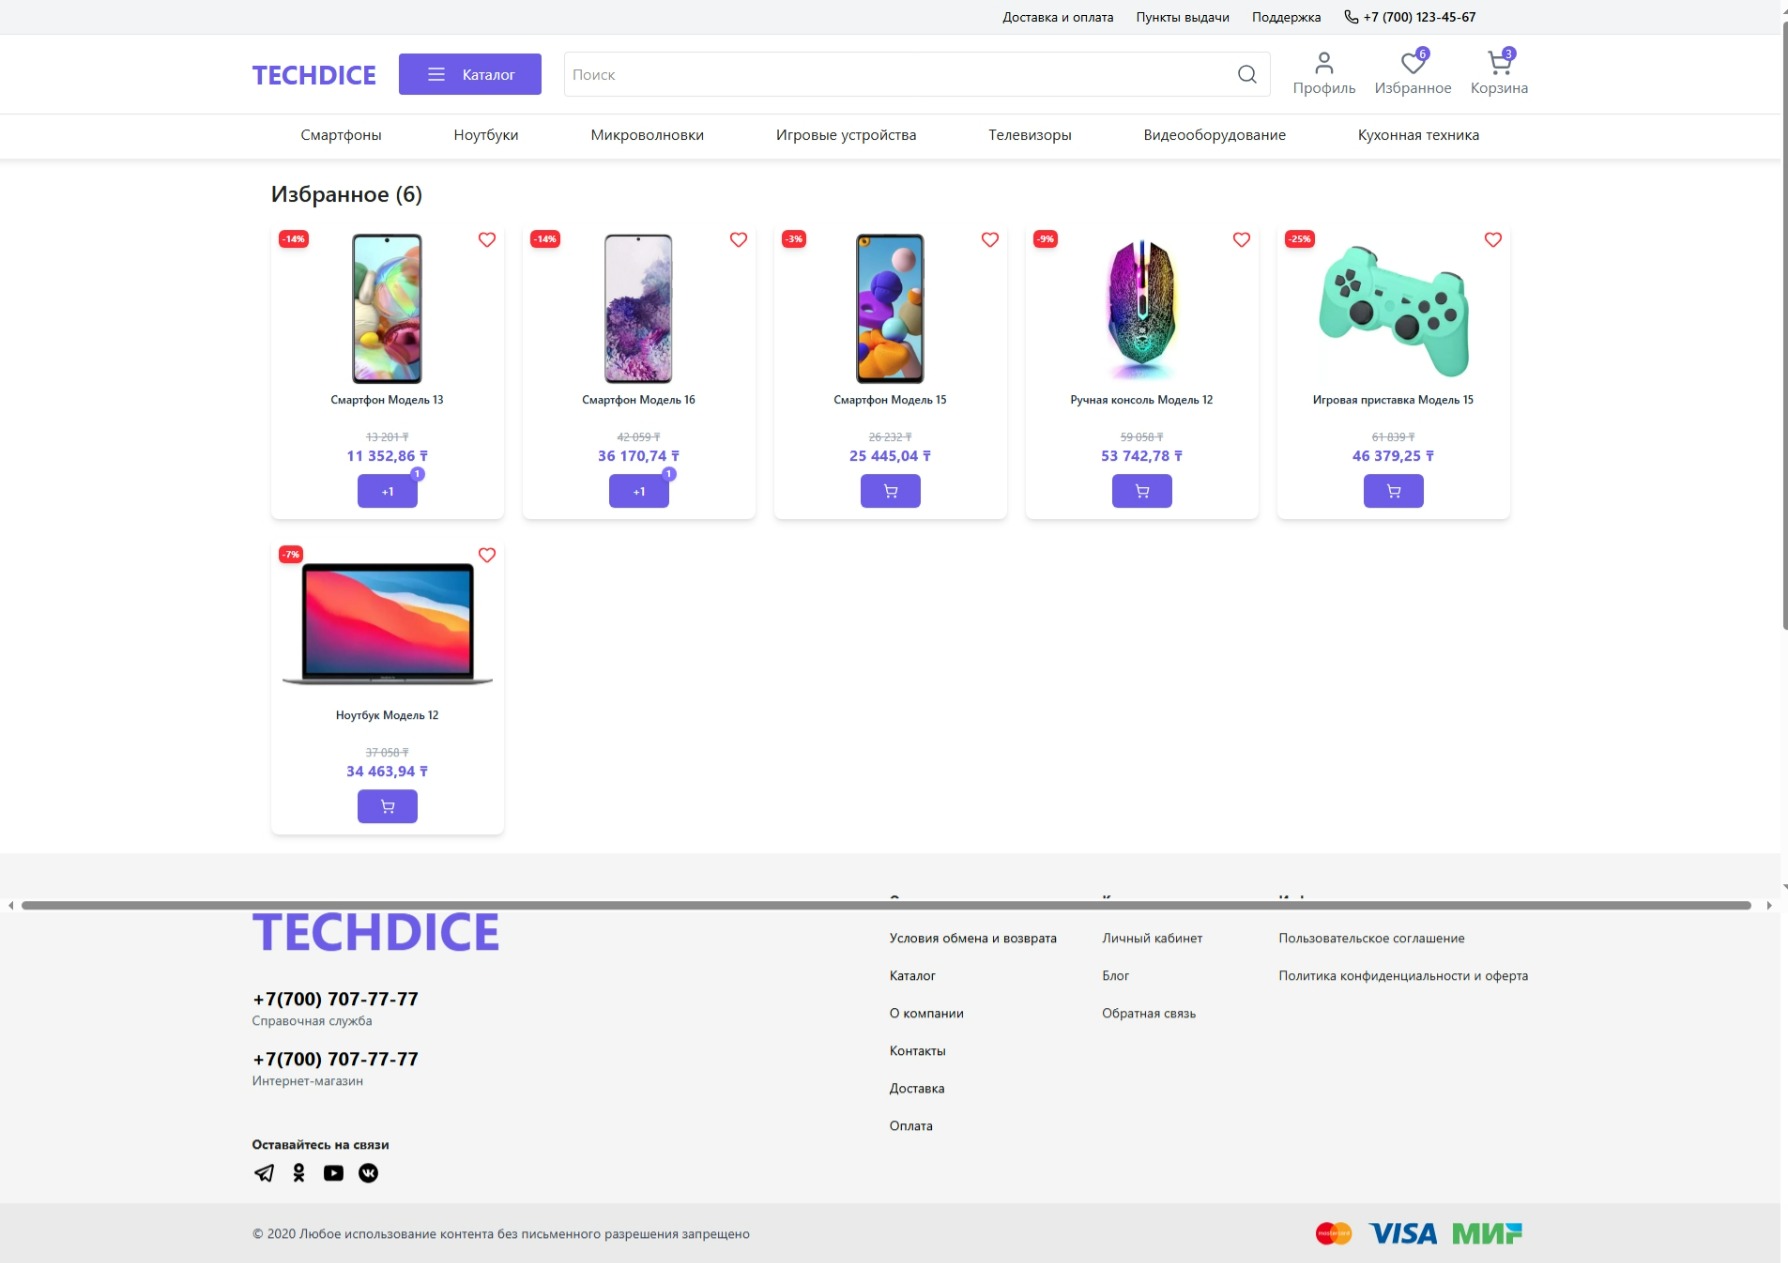 Доставка и оплата Пункты выдачи Поддержка +7 (700) 123-45-67
TECHDICE Каталог Поиск
6 3
Профиль Избранное Корзина
Смартфоны Ноутбуки Микроволновки Игровые устройства Телевизоры Видеооборудование Кухонная техника
Избранное (6)
-14% -14% -3% -9% -25%
Смартфон Модель 13 Смартфон Модель 16 Смартфон Модель 15 Ручная консоль Модель 12 Игровая приставка Модель 15
13 201 ₸ 42 059 ₸ 26 232 ₸ 59 058 ₸ 61 839 ₸
11 352,86 ₸ 36 170,74 ₸ 25 445,04 ₸ 53 742,78 ₸ 46 379,25 ₸
1 1
+1 +1
-7%
Ноутбук Модель 12
37 058 ₸
34 463,94 ₸
TECHDICE
Условия обмена и возврата Личный кабинет Пользовательское соглашение
Каталог Блог Политика конфиденциальности и оферта
+7(700) 707-77-77
Справочная служба
О компании Обратная связь
Контакты
+7(700) 707-77-77
Интернет-магазин
Доставка
Оплата
Оставайтесь на связи
© 2020 Любое использование контента без письменного разрешения запрещено
mastercard VISA МИР